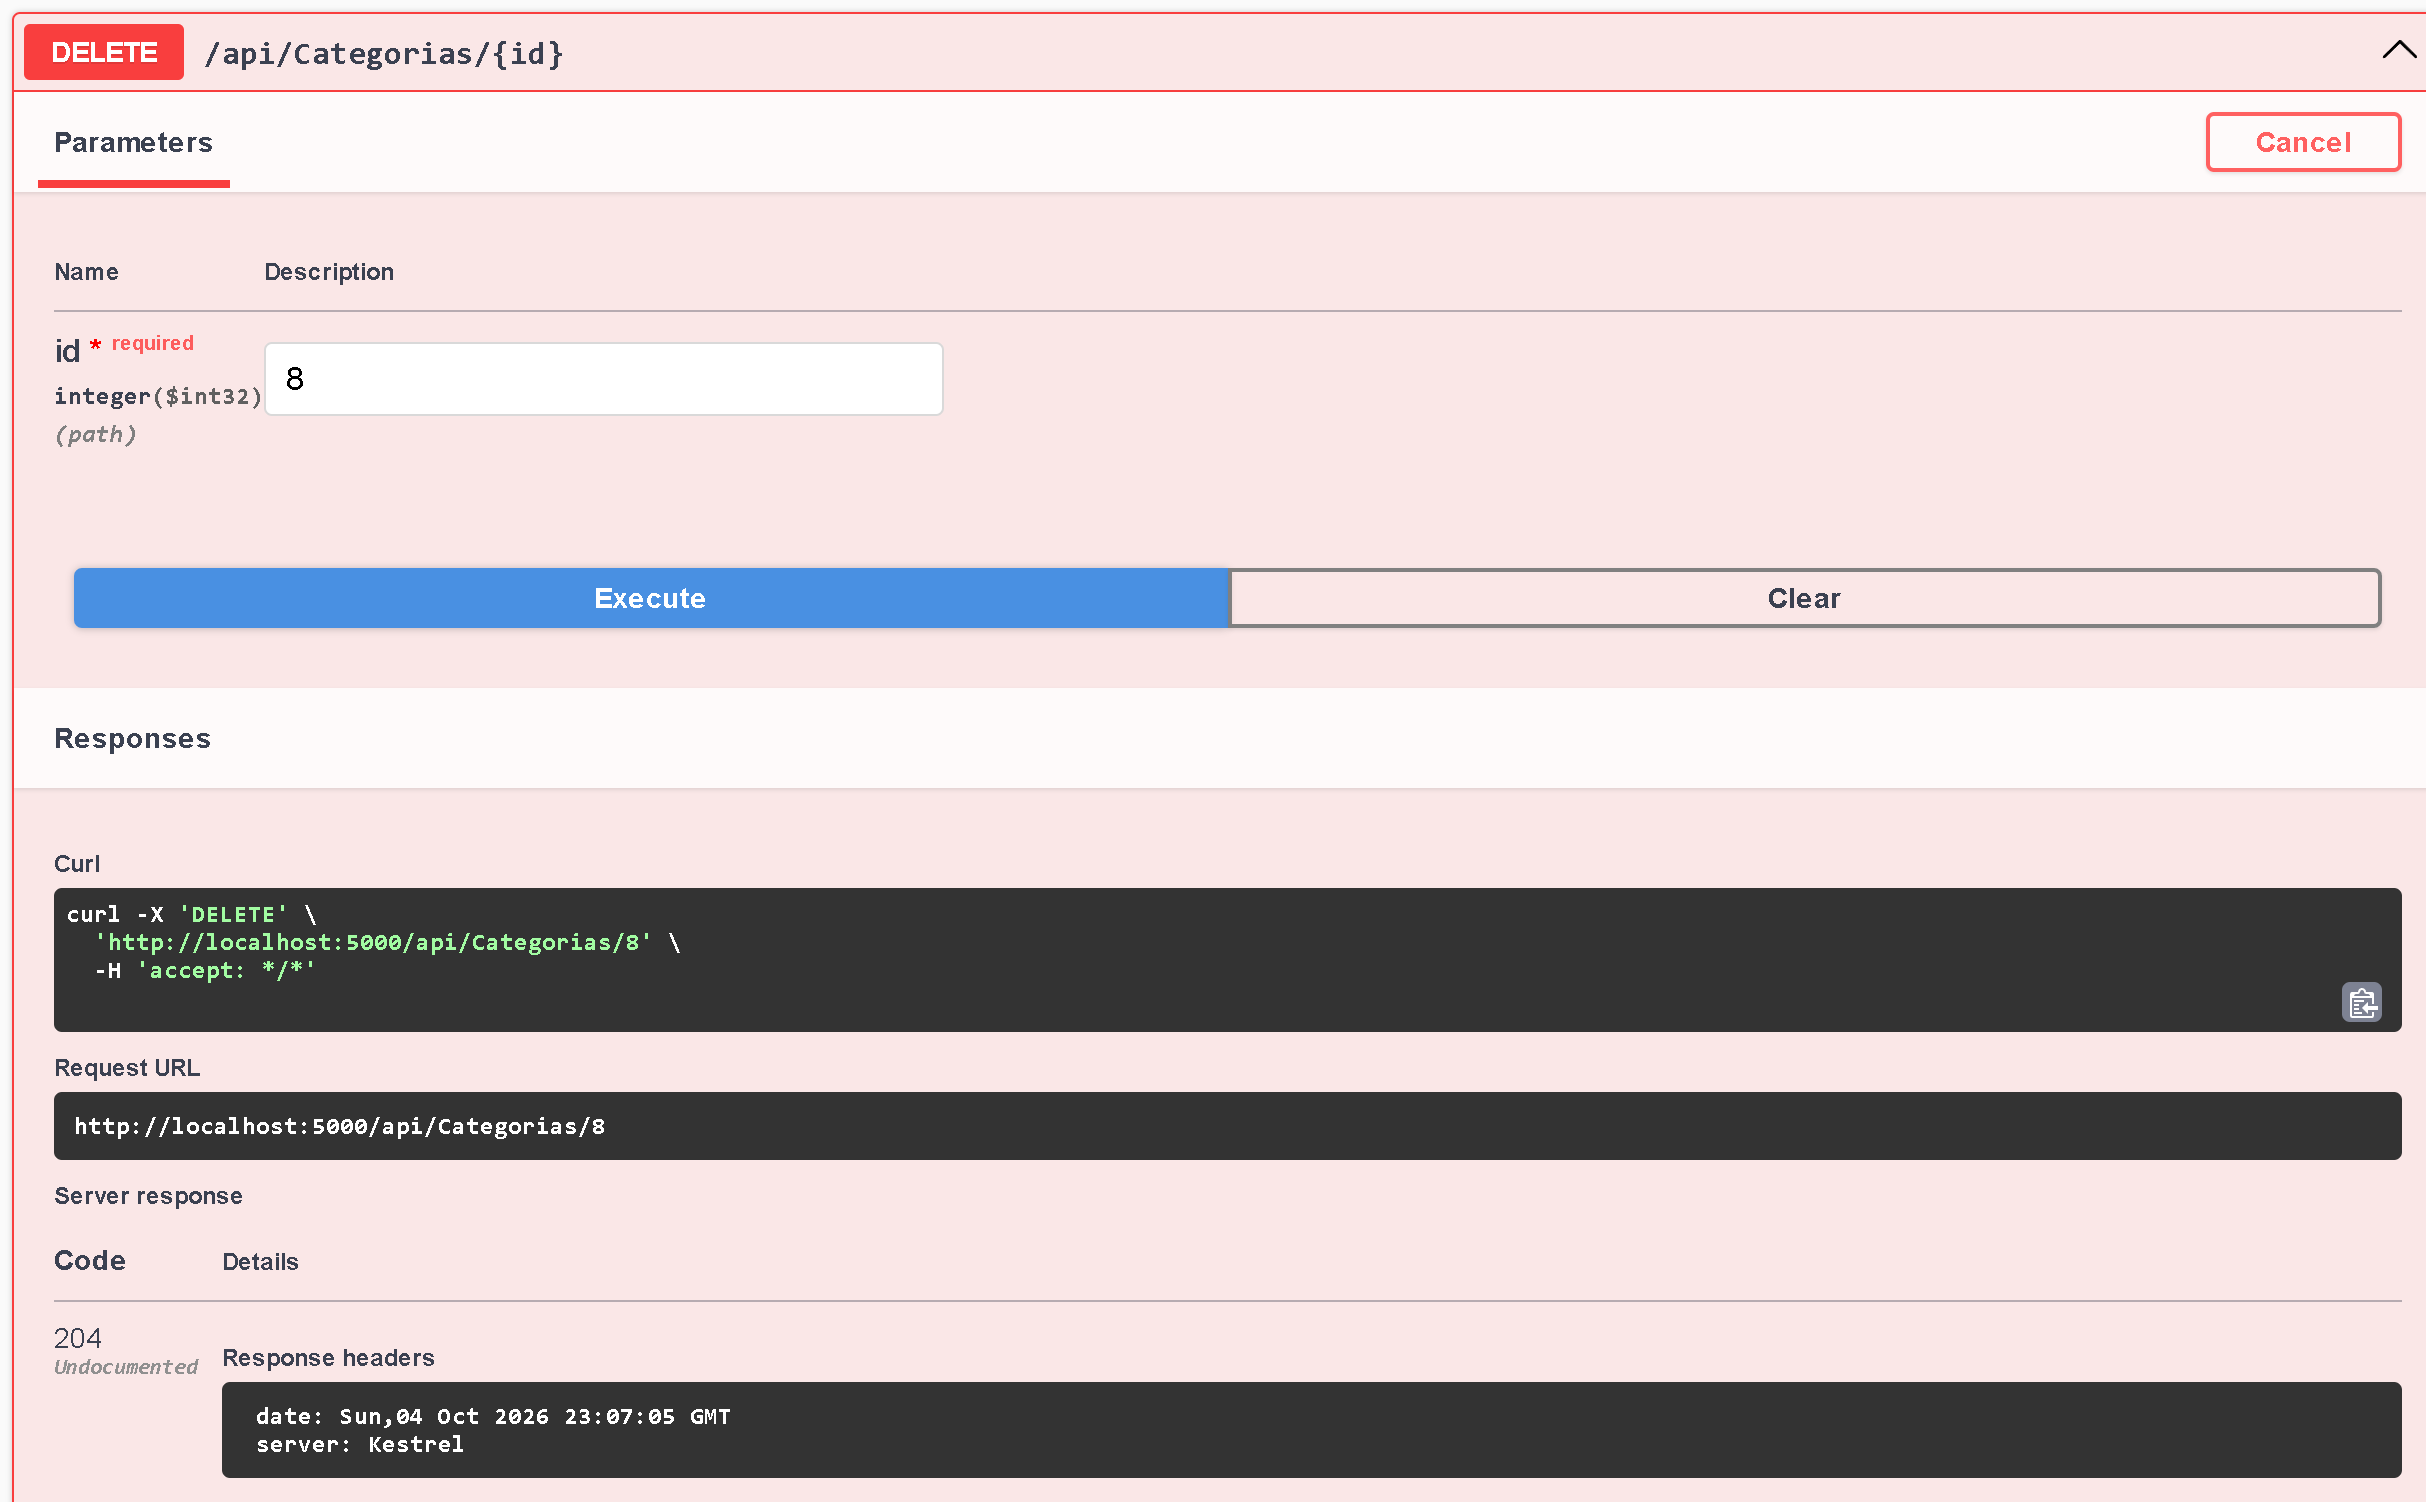 DELETE /api/Categorias/{id}
Parameters
Cancel
Name Description
id * required
integer($int32)
(path)
8
Execute
Clear
Responses
Curl
curl -X 'DELETE' \
'http://localhost:5000/api/Categorias/8' \
-H 'accept: */*'
Request URL
http://localhost:5000/api/Categorias/8
Server response
Code Details
204
Undocumented
Response headers
date: Sun,04 Oct 2026 23:07:05 GMT
server: Kestrel